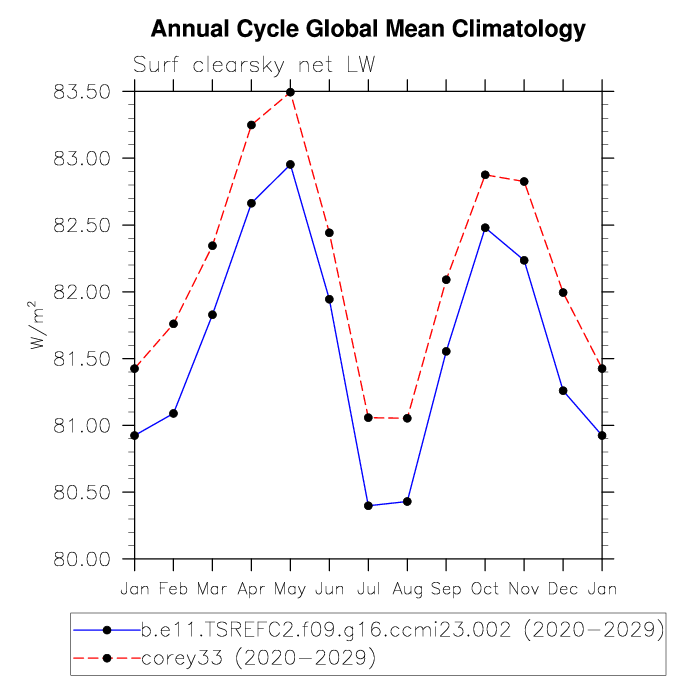 Annual Cycle Global Mean Climatology
Surf clearsky net LW
83.50
83.00
82.50
82.00
81.50
81.00
80.50
80.00
W/m²
Jan Feb Mar Apr May Jun Jul Aug Sep Oct Nov Dec Jan
b.e11.TSREFC2.f09.g16.ccmi23.002 (2020-2029)
corey33 (2020-2029)